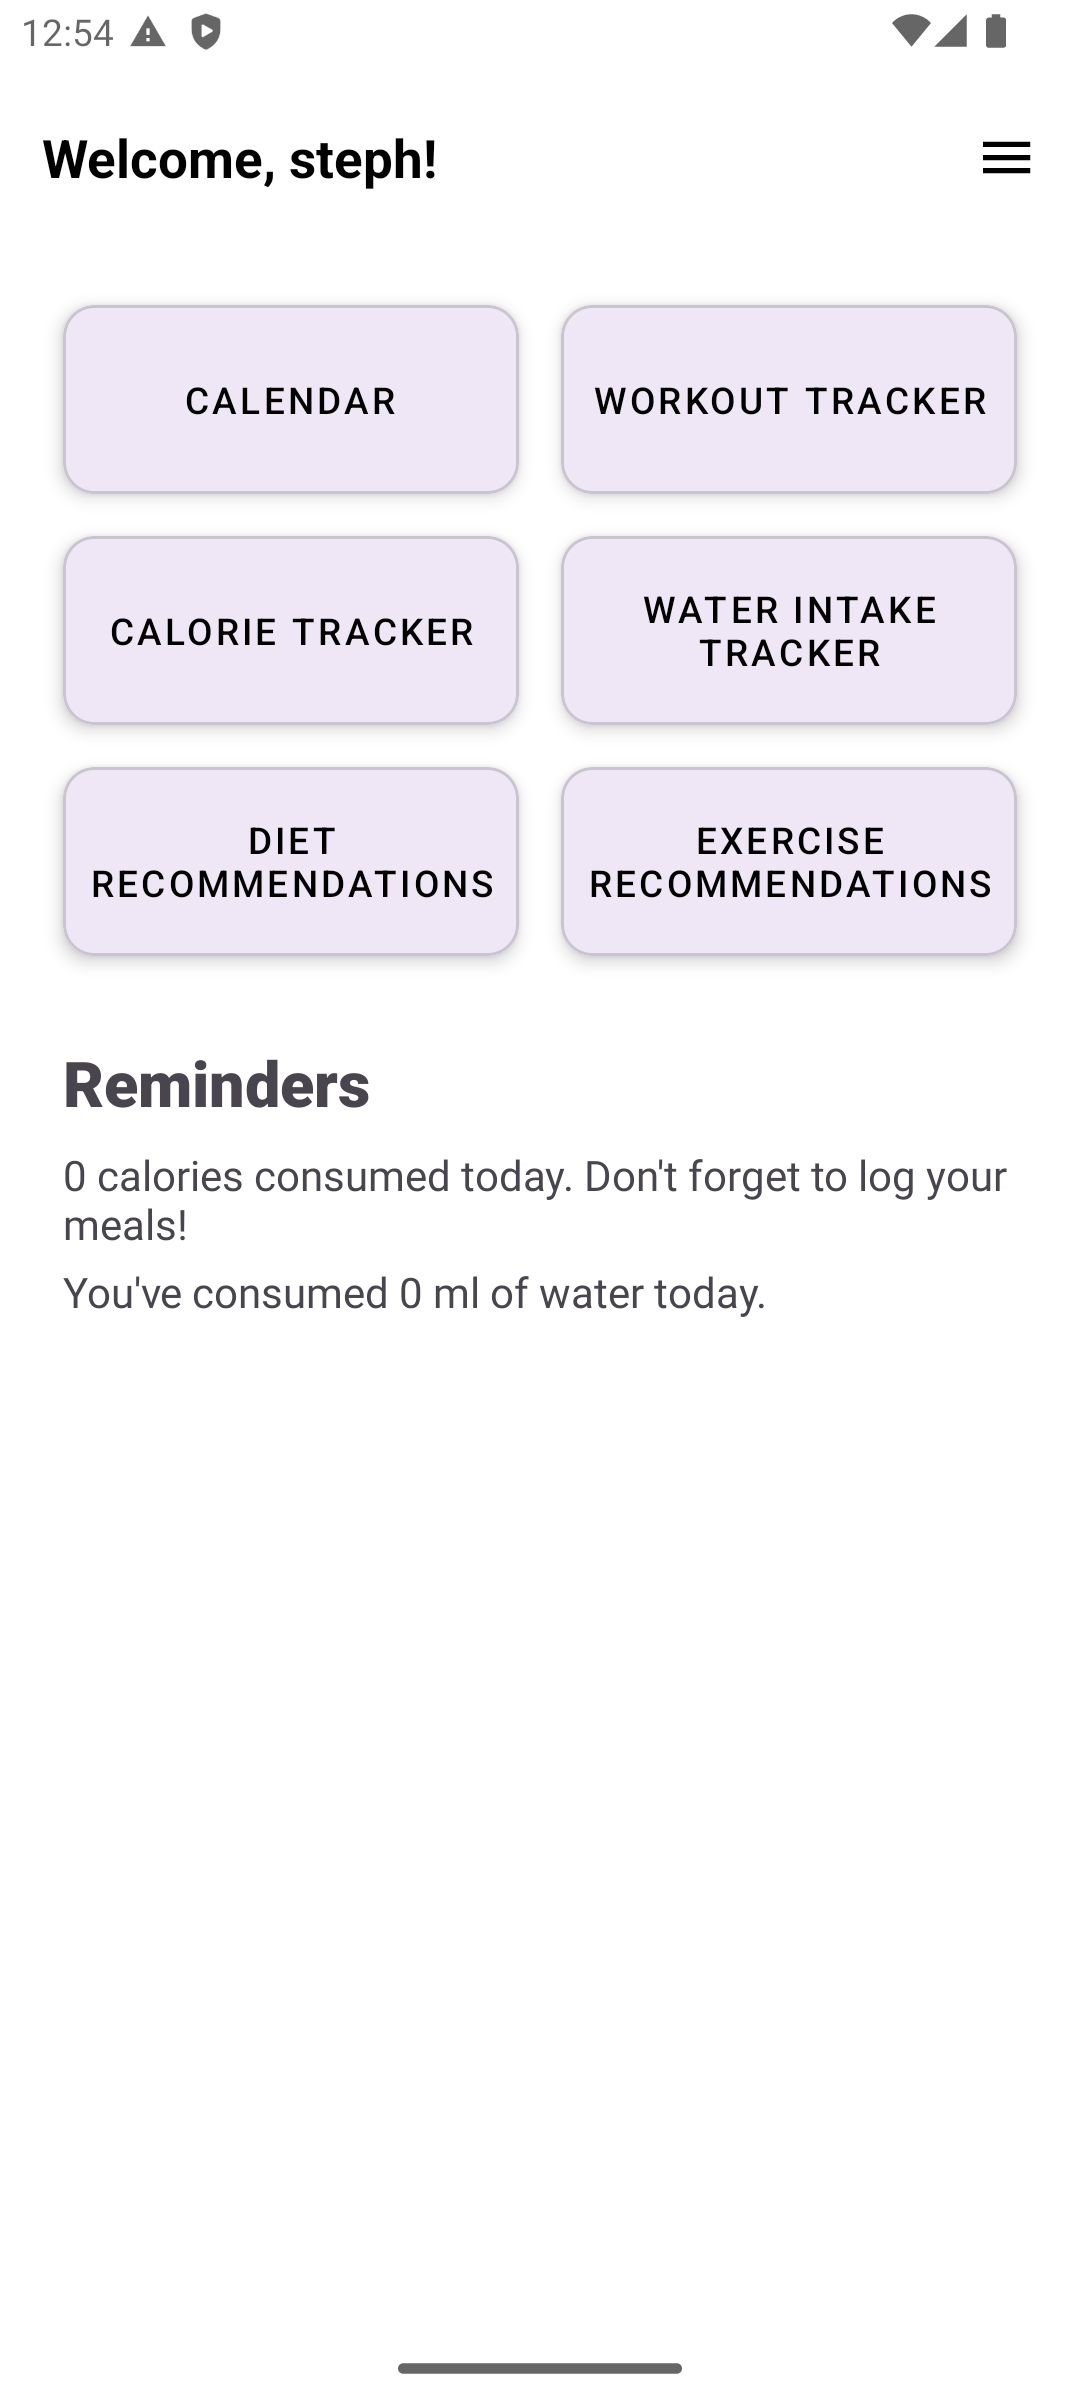 12:54
Welcome, steph!
CALENDAR
WORKOUT TRACKER
CALORIE TRACKER
WATER INTAKE
TRACKER
DIET
RECOMMENDATIONS
EXERCISE
RECOMMENDATIONS
Reminders
0 calories consumed today. Don't forget to log your
meals!
You've consumed 0 ml of water today.